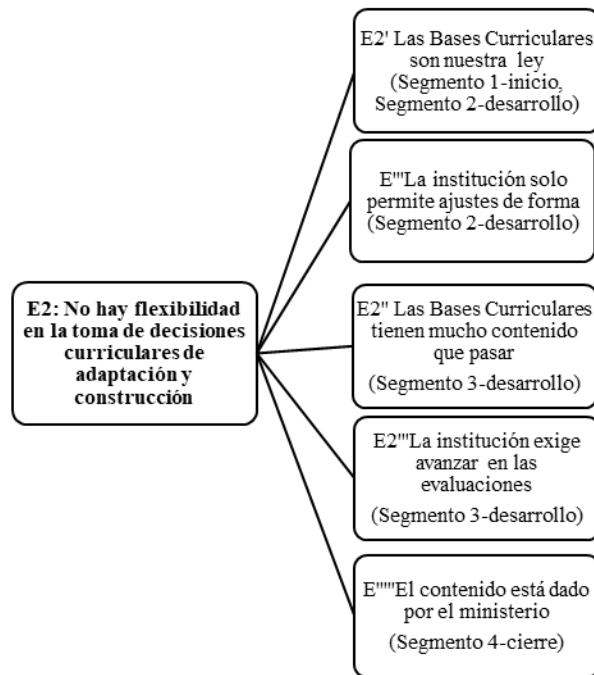 E2' Las Bases Curriculares
son nuestra ley
(Segmento 1-inicio,
Segmento 2-desarrollo)
E'''La institución solo
permite ajustes de forma
(Segmento 2-desarrollo)
E2: No hay flexibilidad
en la toma de decisiones
curriculares de
adaptación y
construcción
E2'' Las Bases Curriculares
tienen mucho contenido
que pasar
(Segmento 3-desarrollo)
E2'''La institución exige
avanzar en las
evaluaciones
(Segmento 3-desarrollo)
E'''''El contenido está dado
por el ministerio
(Segmento 4-cierre)